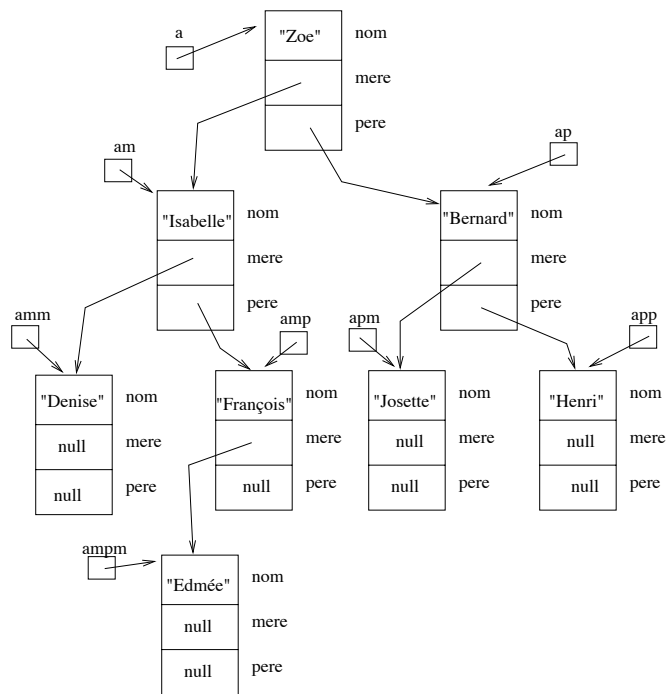 a
"Zoe" nom
mere
pere
am
ap
"Isabelle" nom
mere
pere
"Bernard" nom
mere
pere
amm
amp
apm
app
"Denise" nom
null mere
null pere
"François" nom
mere
null pere
"Josette" nom
null mere
null pere
"Henri" nom
null mere
null pere
ampm
"Edmée" nom
null mere
null pere